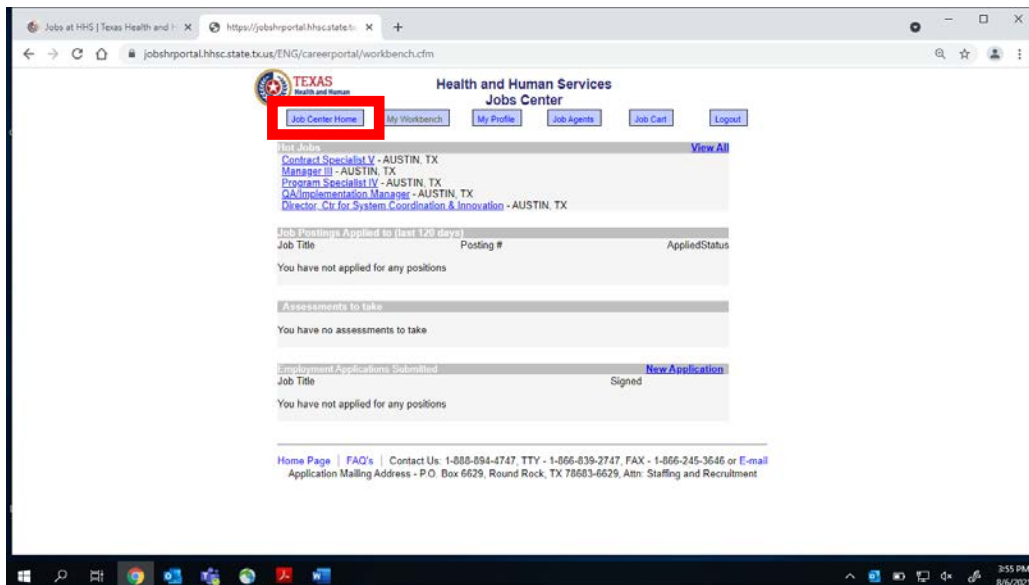 Jobs at HHS | Texas Health and H
https://jobshrportal.hhsc.state.tx
jobshrportal.hhsc.state.tx.us/ENG/careerportal/workbench.cfm
TEXAS
Health and Human
Health and Human Services
Jobs Center
Job Center Home My Workbench My Profile Job Agents Job Cart Logout
Hot Jobs View All
Contract Specialist V - AUSTIN, TX
Manager III - AUSTIN, TX
Program Specialist IV - AUSTIN, TX
QA/Implementation Manager - AUSTIN, TX
Director, Ctr for System Coordination & Innovation - AUSTIN, TX
Job Postings Applied to (last 120 days)
Job Title Posting # AppliedStatus
You have not applied for any positions
Assessments to take
You have no assessments to take
Employment Applications Submitted New Application
Job Title Signed
You have not applied for any positions
Home Page | FAQ's | Contact Us: 1-888-894-4747, TTY - 1-866-839-2747, FAX - 1-866-245-3646 or E-mail
Application Mailing Address - P.O. Box 6629, Round Rock, TX 78683-6629, Attn: Staffing and Recruitment
3:55 PM